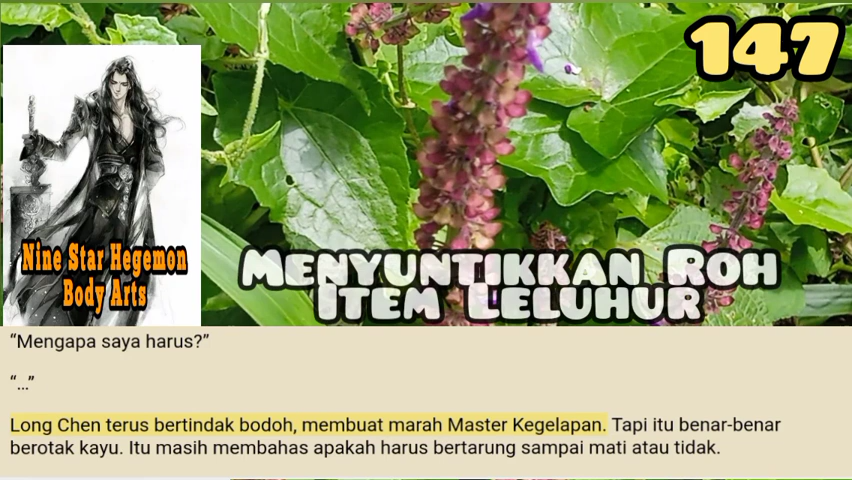 147
Nine Star Hegemon
Body Arts
Menyuntikkan Roh
Item Leluhur
“Mengapa saya harus?”
“...”
Long Chen terus bertindak bodoh, membuat marah Master Kegelapan. Tapi itu benar-benar
berotak kayu. Itu masih membahas apakah harus bertarung sampai mati atau tidak.